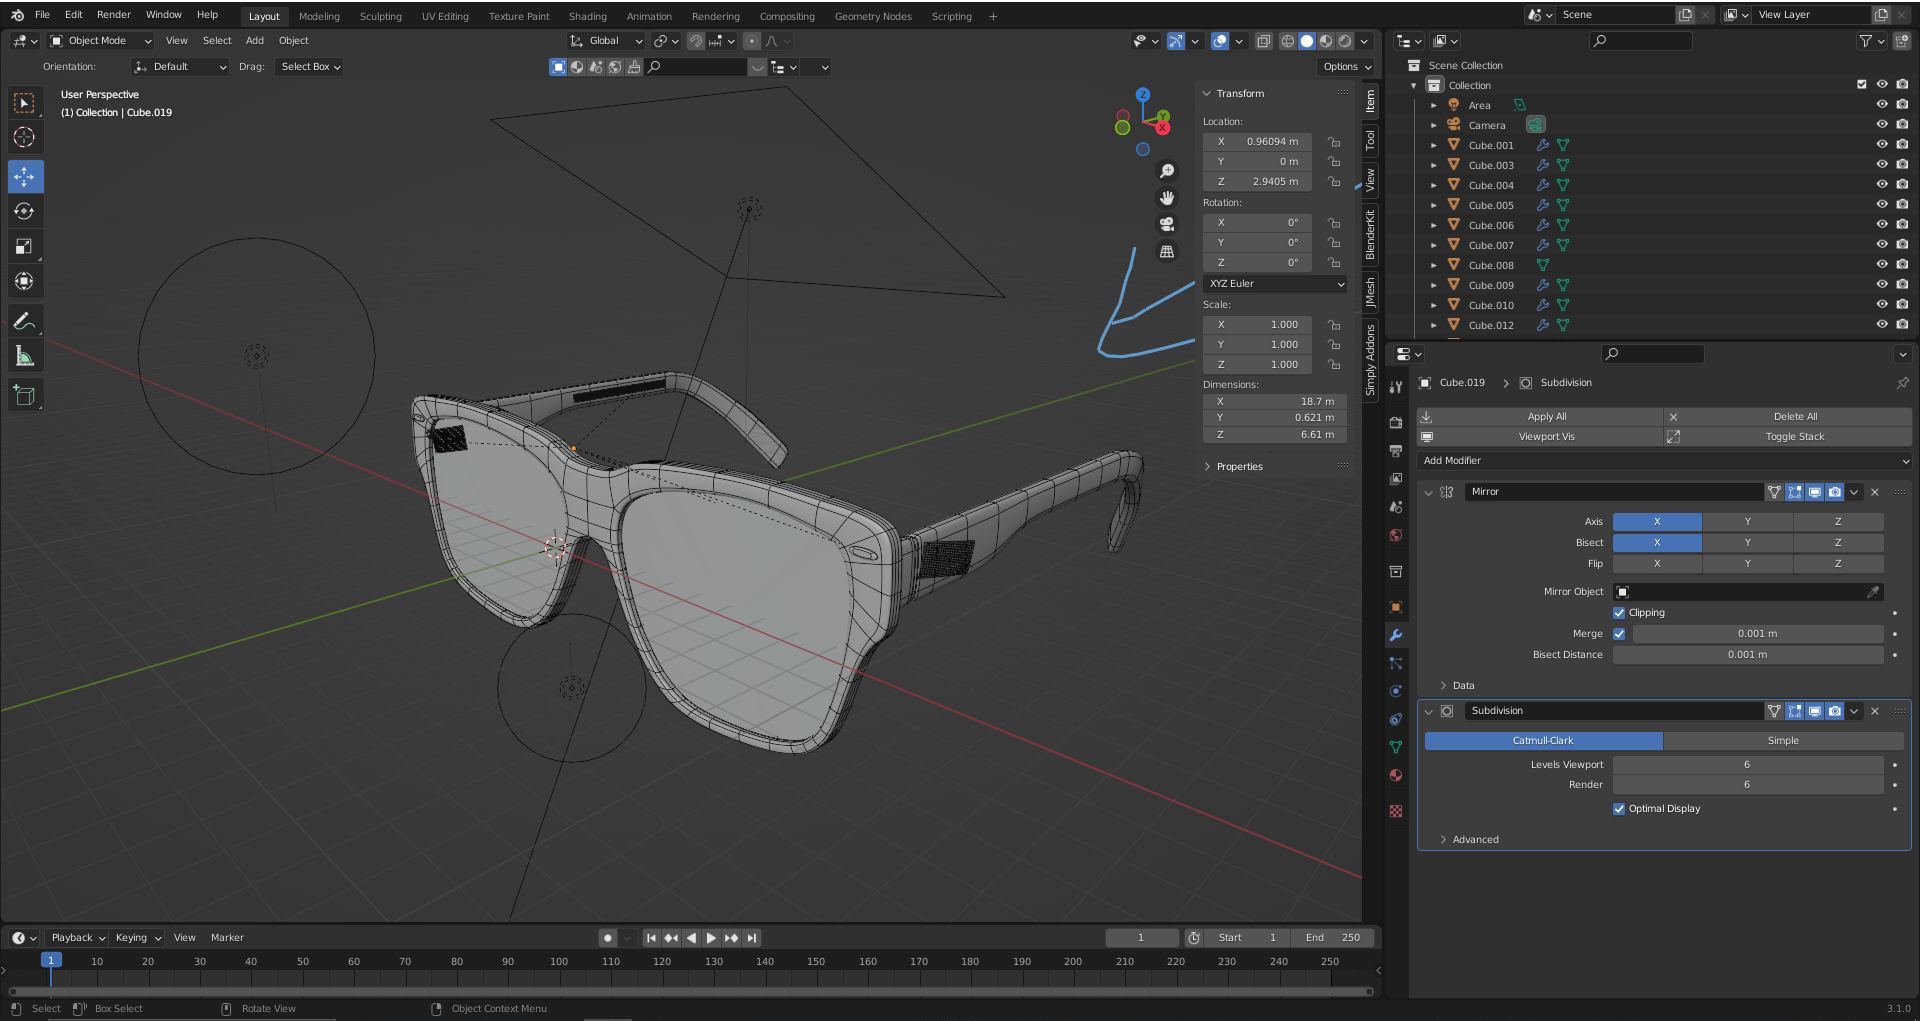 File Edit Render Window Help Layout Modeling Sculpting UV Editing Texture Paint Shading Animation Rendering Compositing Geometry Nodes Scripting + Scene View Layer
Object Mode View Select Add Object Global
Orientation: Default Drag: Select Box Options
User Perspective
(1) Collection | Cube.019
Z
Y
X
Transform
Location:
X 0.96094 m
Y 0 m
Z 2.9405 m
Rotation:
X 0°
Y 0°
Z 0°
XYZ Euler
Scale:
X 1.000
Y 1.000
Z 1.000
Dimensions:
X 18.7 m
Y 0.621 m
Z 6.61 m
Properties
Item
Tool
View
BlenderKit
JMesh
Simply Addons
Scene Collection
Collection
Area
Camera
Cube.001
Cube.003
Cube.004
Cube.005
Cube.006
Cube.007
Cube.008
Cube.009
Cube.010
Cube.012
Cube.019 > Subdivision
Apply All Delete All
Viewport Vis Toggle Stack
Add Modifier
Mirror
Axis X Y Z
Bisect X Y Z
Flip X Y Z
Mirror Object
Clipping
Merge 0.001 m
Bisect Distance 0.001 m
Data
Subdivision
Catmull-Clark Simple
Levels Viewport 6
Render 6
Optimal Display
Advanced
Playback Keying View Marker 1 Start 1 End 250
1 10 20 30 40 50 60 70 80 90 100 110 120 130 140 150 160 170 180 190 200 210 220 230 240 250
Select Box Select Rotate View Object Context Menu 3.1.0